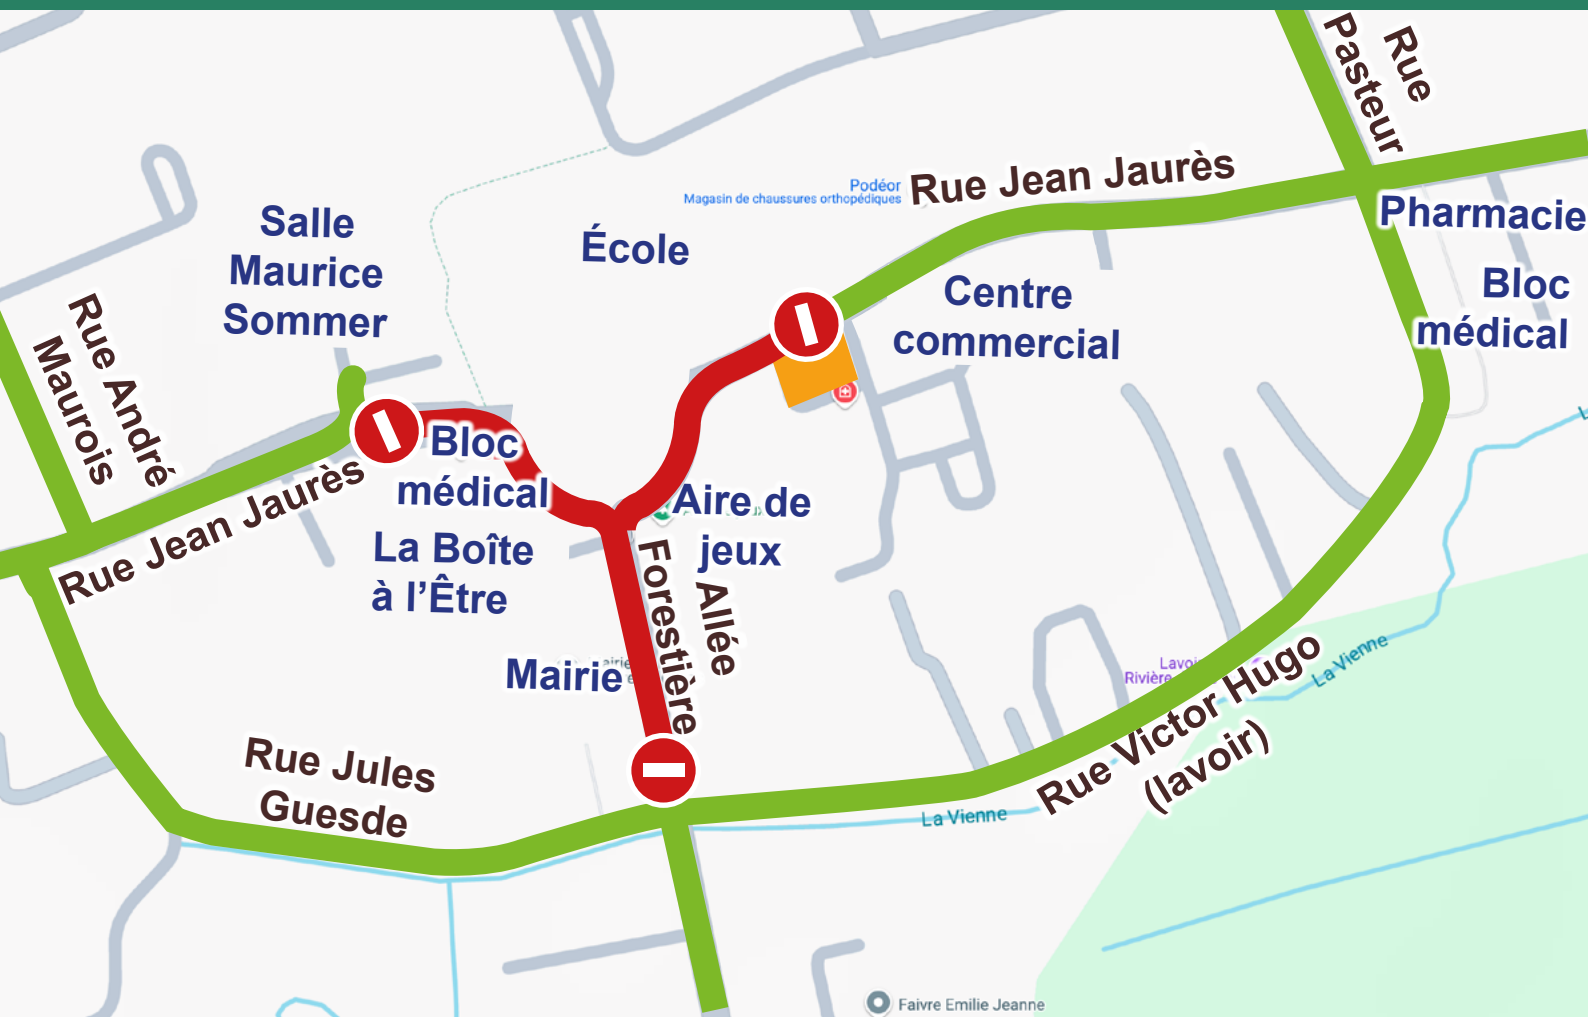 Rue
Pasteur
Rue Jean Jaurès
Podéor
Magasin de chaussures orthopédiques
Pharmacie
Salle
Maurice
Sommer
École
Centre
commercial
Bloc
médical
Rue André
Maurois
Bloc
médical
Rue Jean Jaurès
Aire de
jeux
La Boîte
à l’Être
Allée
Forestière
Mairie
Lavoi
Rivière
La Vienne
Rue Victor Hugo
(lavoir)
Rue Jules
Guesde
La Vienne
Faivre Emilie Jeanne